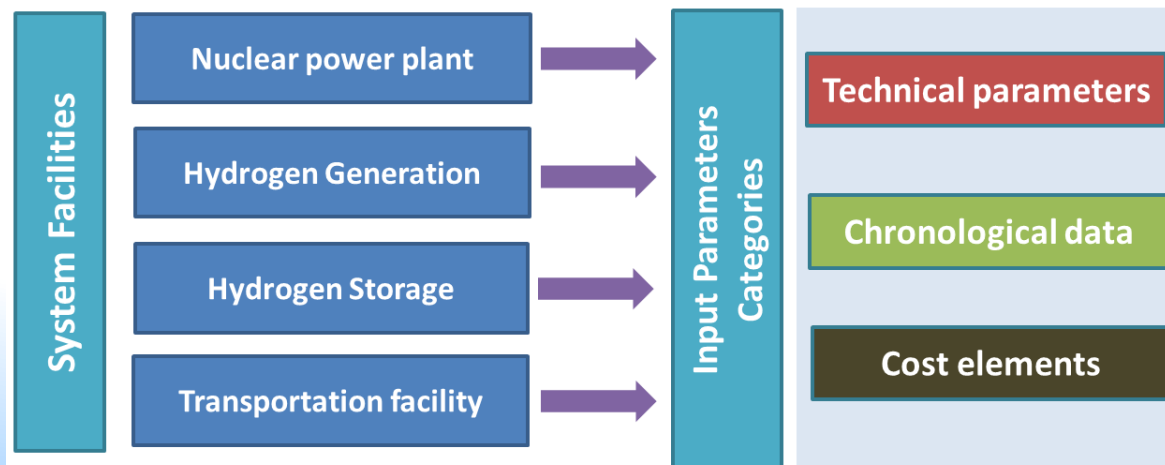 System Facilities
Nuclear power plant
Hydrogen Generation
Hydrogen Storage
Transportation facility
Input Parameters
Categories
Technical parameters
Chronological data
Cost elements